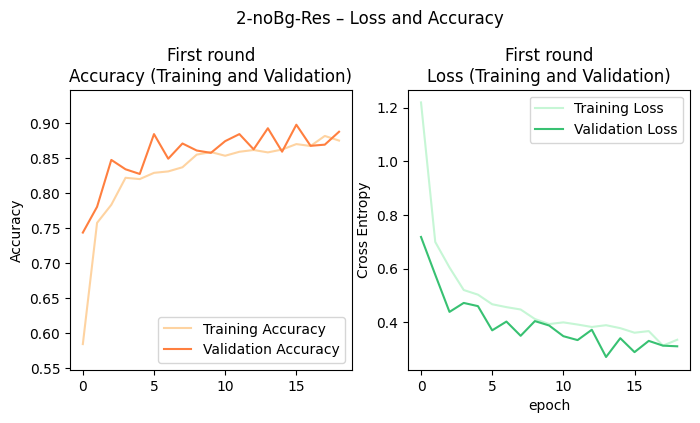 2-noBg-Res – Loss and Accuracy
First round
Accuracy (Training and Validation)
Accuracy
0.90
0.85
0.80
0.75
0.70
0.65
0.60
0.55
0
5
10
15
Training Accuracy
Validation Accuracy
First round
Loss (Training and Validation)
Cross Entropy
1.2
1.0
0.8
0.6
0.4
0
5
10
15
epoch
Training Loss
Validation Loss